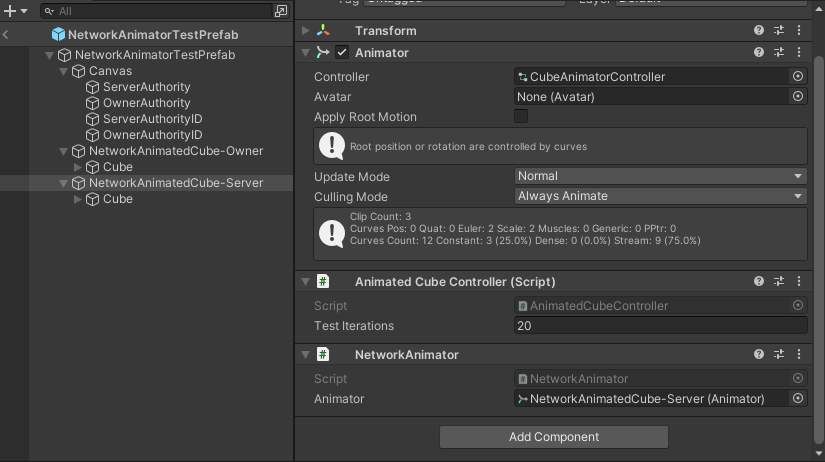 All
NetworkAnimatorTestPrefab
NetworkAnimatorTestPrefab
Canvas
ServerAuthority
OwnerAuthority
ServerAuthorityID
OwnerAuthorityID
NetworkAnimatedCube-Owner
Cube
NetworkAnimatedCube-Server
Cube
Transform
Animator
Controller CubeAnimatorController
Avatar None (Avatar)
Apply Root Motion
Root position or rotation are controlled by curves
Update Mode Normal
Culling Mode Always Animate
Clip Count: 3
Curves Pos: 0 Quat: 0 Euler: 2 Scale: 2 Muscles: 0 Generic: 0 PPtr: 0
Curves Count: 12 Constant: 3 (25.0%) Dense: 0 (0.0%) Stream: 9 (75.0%)
# Animated Cube Controller (Script)
Script # AnimatedCubeController
Test Iterations 20
# NetworkAnimator
Script # NetworkAnimator
Animator NetworkAnimatedCube-Server (Animator)
Add Component